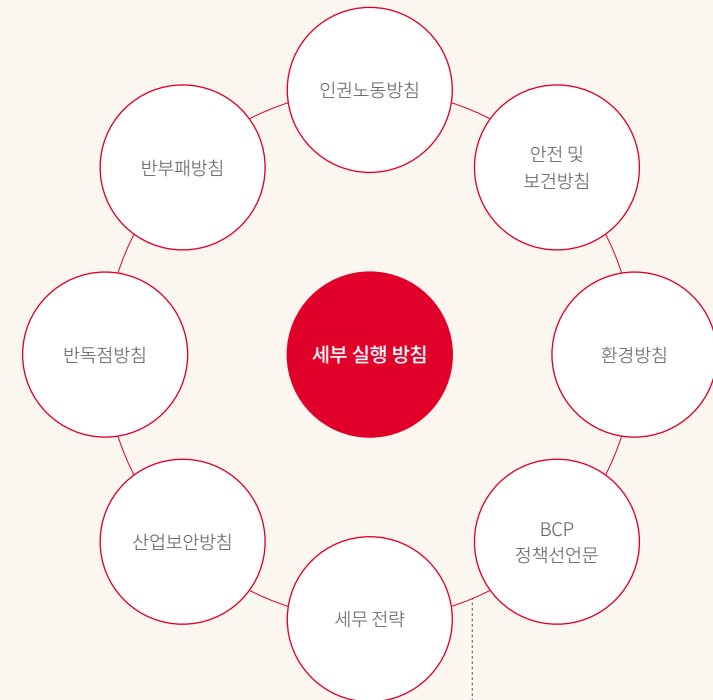 인권노동방침
안전 및
보건방침
반부패방침
세부 실행 방침
반독점방침
환경방침
산업보안방침
BCP
정책선언문
세무 전략